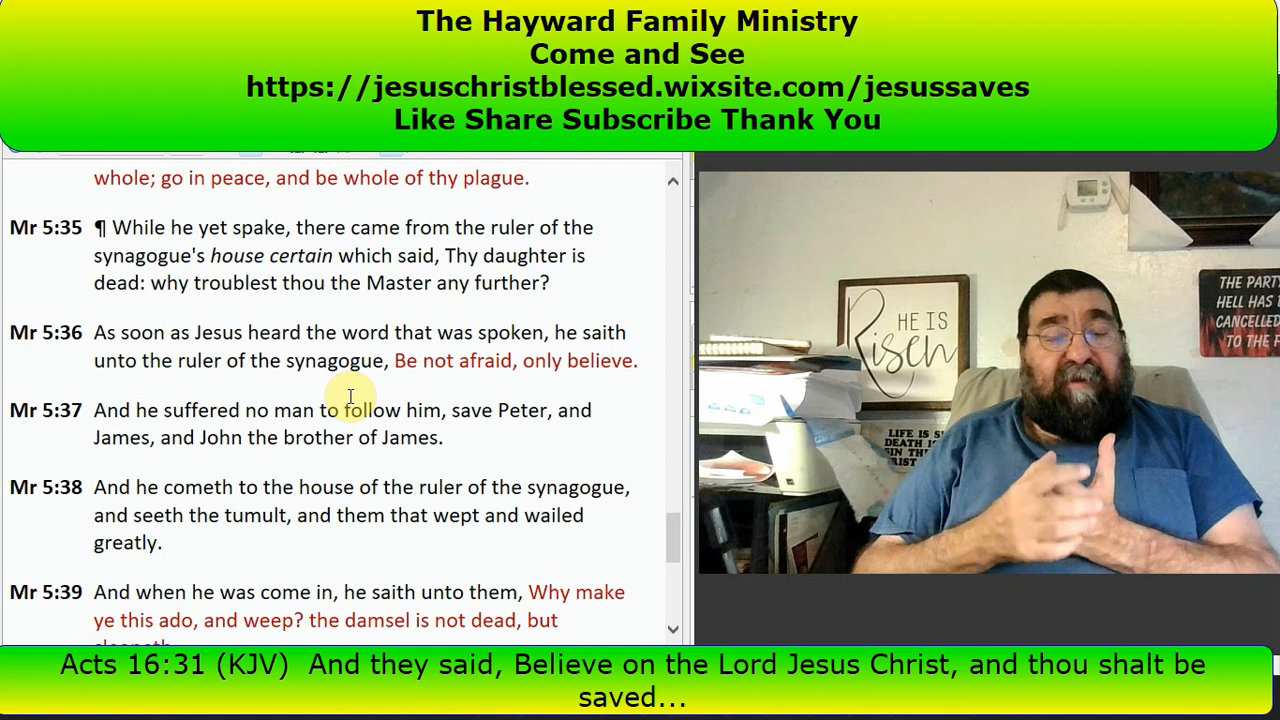 The Hayward Family Ministry
Come and See
https://jesuschristblessed.wixsite.com/jesussaves
Like Share Subscribe Thank You
whole; go in peace, and be whole of thy plague.
Mr 5:35 ¶ While he yet spake, there came from the ruler of the
synagogue's house certain which said, Thy daughter is
dead: why troublest thou the Master any further?
Mr 5:36 As soon as Jesus heard the word that was spoken, he saith
unto the ruler of the synagogue, Be not afraid, only believe.
Mr 5:37 And he suffered no man to follow him, save Peter, and
James, and John the brother of James.
Mr 5:38 And he cometh to the house of the ruler of the synagogue,
and seeth the tumult, and them that wept and wailed
greatly.
Mr 5:39 And when he was come in, he saith unto them, Why make
ye this ado, and weep? the damsel is not dead, but
HE IS
Risen
THE PARTY
HELL HAS
CANCELLED
TO THE
LIFE IS
DEATH
SIN TH
Acts 16:31 (KJV) And they said, Believe on the Lord Jesus Christ, and thou shalt be
saved...